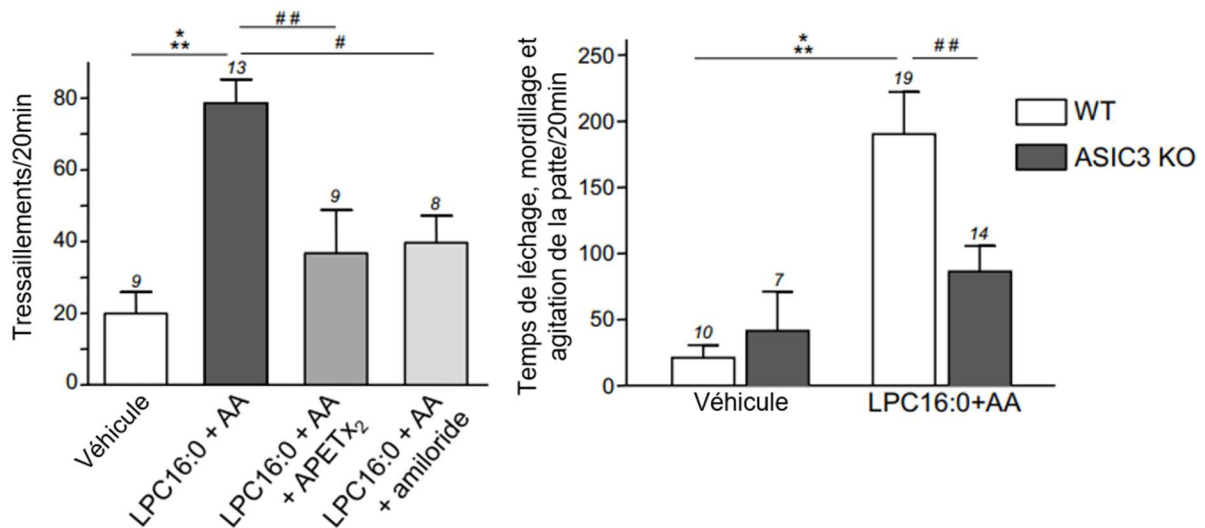 Tressaillements/20min
80
60
40
20
0
*
**
##
#
9
13
9
8
Véhicule
LPC16:0 + AA
LPC16:0 + AA
+ APETx₂
LPC16:0 + AA
+ amiloride
Temps de léchage, mordillage et
agitation de la patte/20min
250
200
150
100
50
0
*
**
##
10
7
19
14
Véhicule
LPC16:0+AA
WT
ASIC3 KO